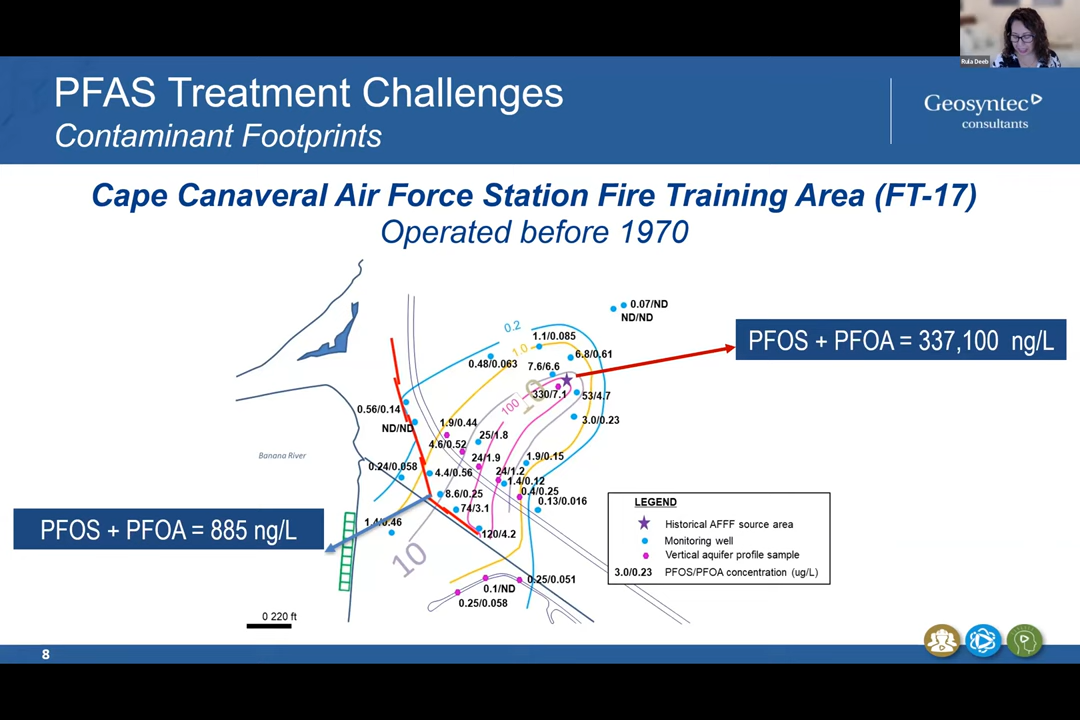 Rula Deeb
PFAS Treatment Challenges
Contaminant Footprints
Geosyntec
consultants
Cape Canaveral Air Force Station Fire Training Area (FT-17)
Operated before 1970
0.07/ND
ND/ND
0.2
1.1/0.085
1.0
6.8/0.61
0.48/0.063
7.6/6.6
PFOS + PFOA = 337,100 ng/L
10
330/7.1
53/4.7
100
0.56/0.14
3.0/0.23
1.9/0.44
ND/ND
25/1.8
4.6/0.52
Banana River
24/1.9
1.9/0.15
0.24/0.058
4.4/0.56
24/1.2
1.4/0.12
8.6/0.25
0.4/0.25
0.13/0.016
74/3.1
PFOS + PFOA = 885 ng/L
120/4.2
10
0.25/0.051
0.1/ND
0.25/0.058
LEGEND
Historical AFFF source area
Monitoring well
Vertical aquifer profile sample
3.0/0.23 PFOS/PFOA concentration (ug/L)
0 220 ft
8